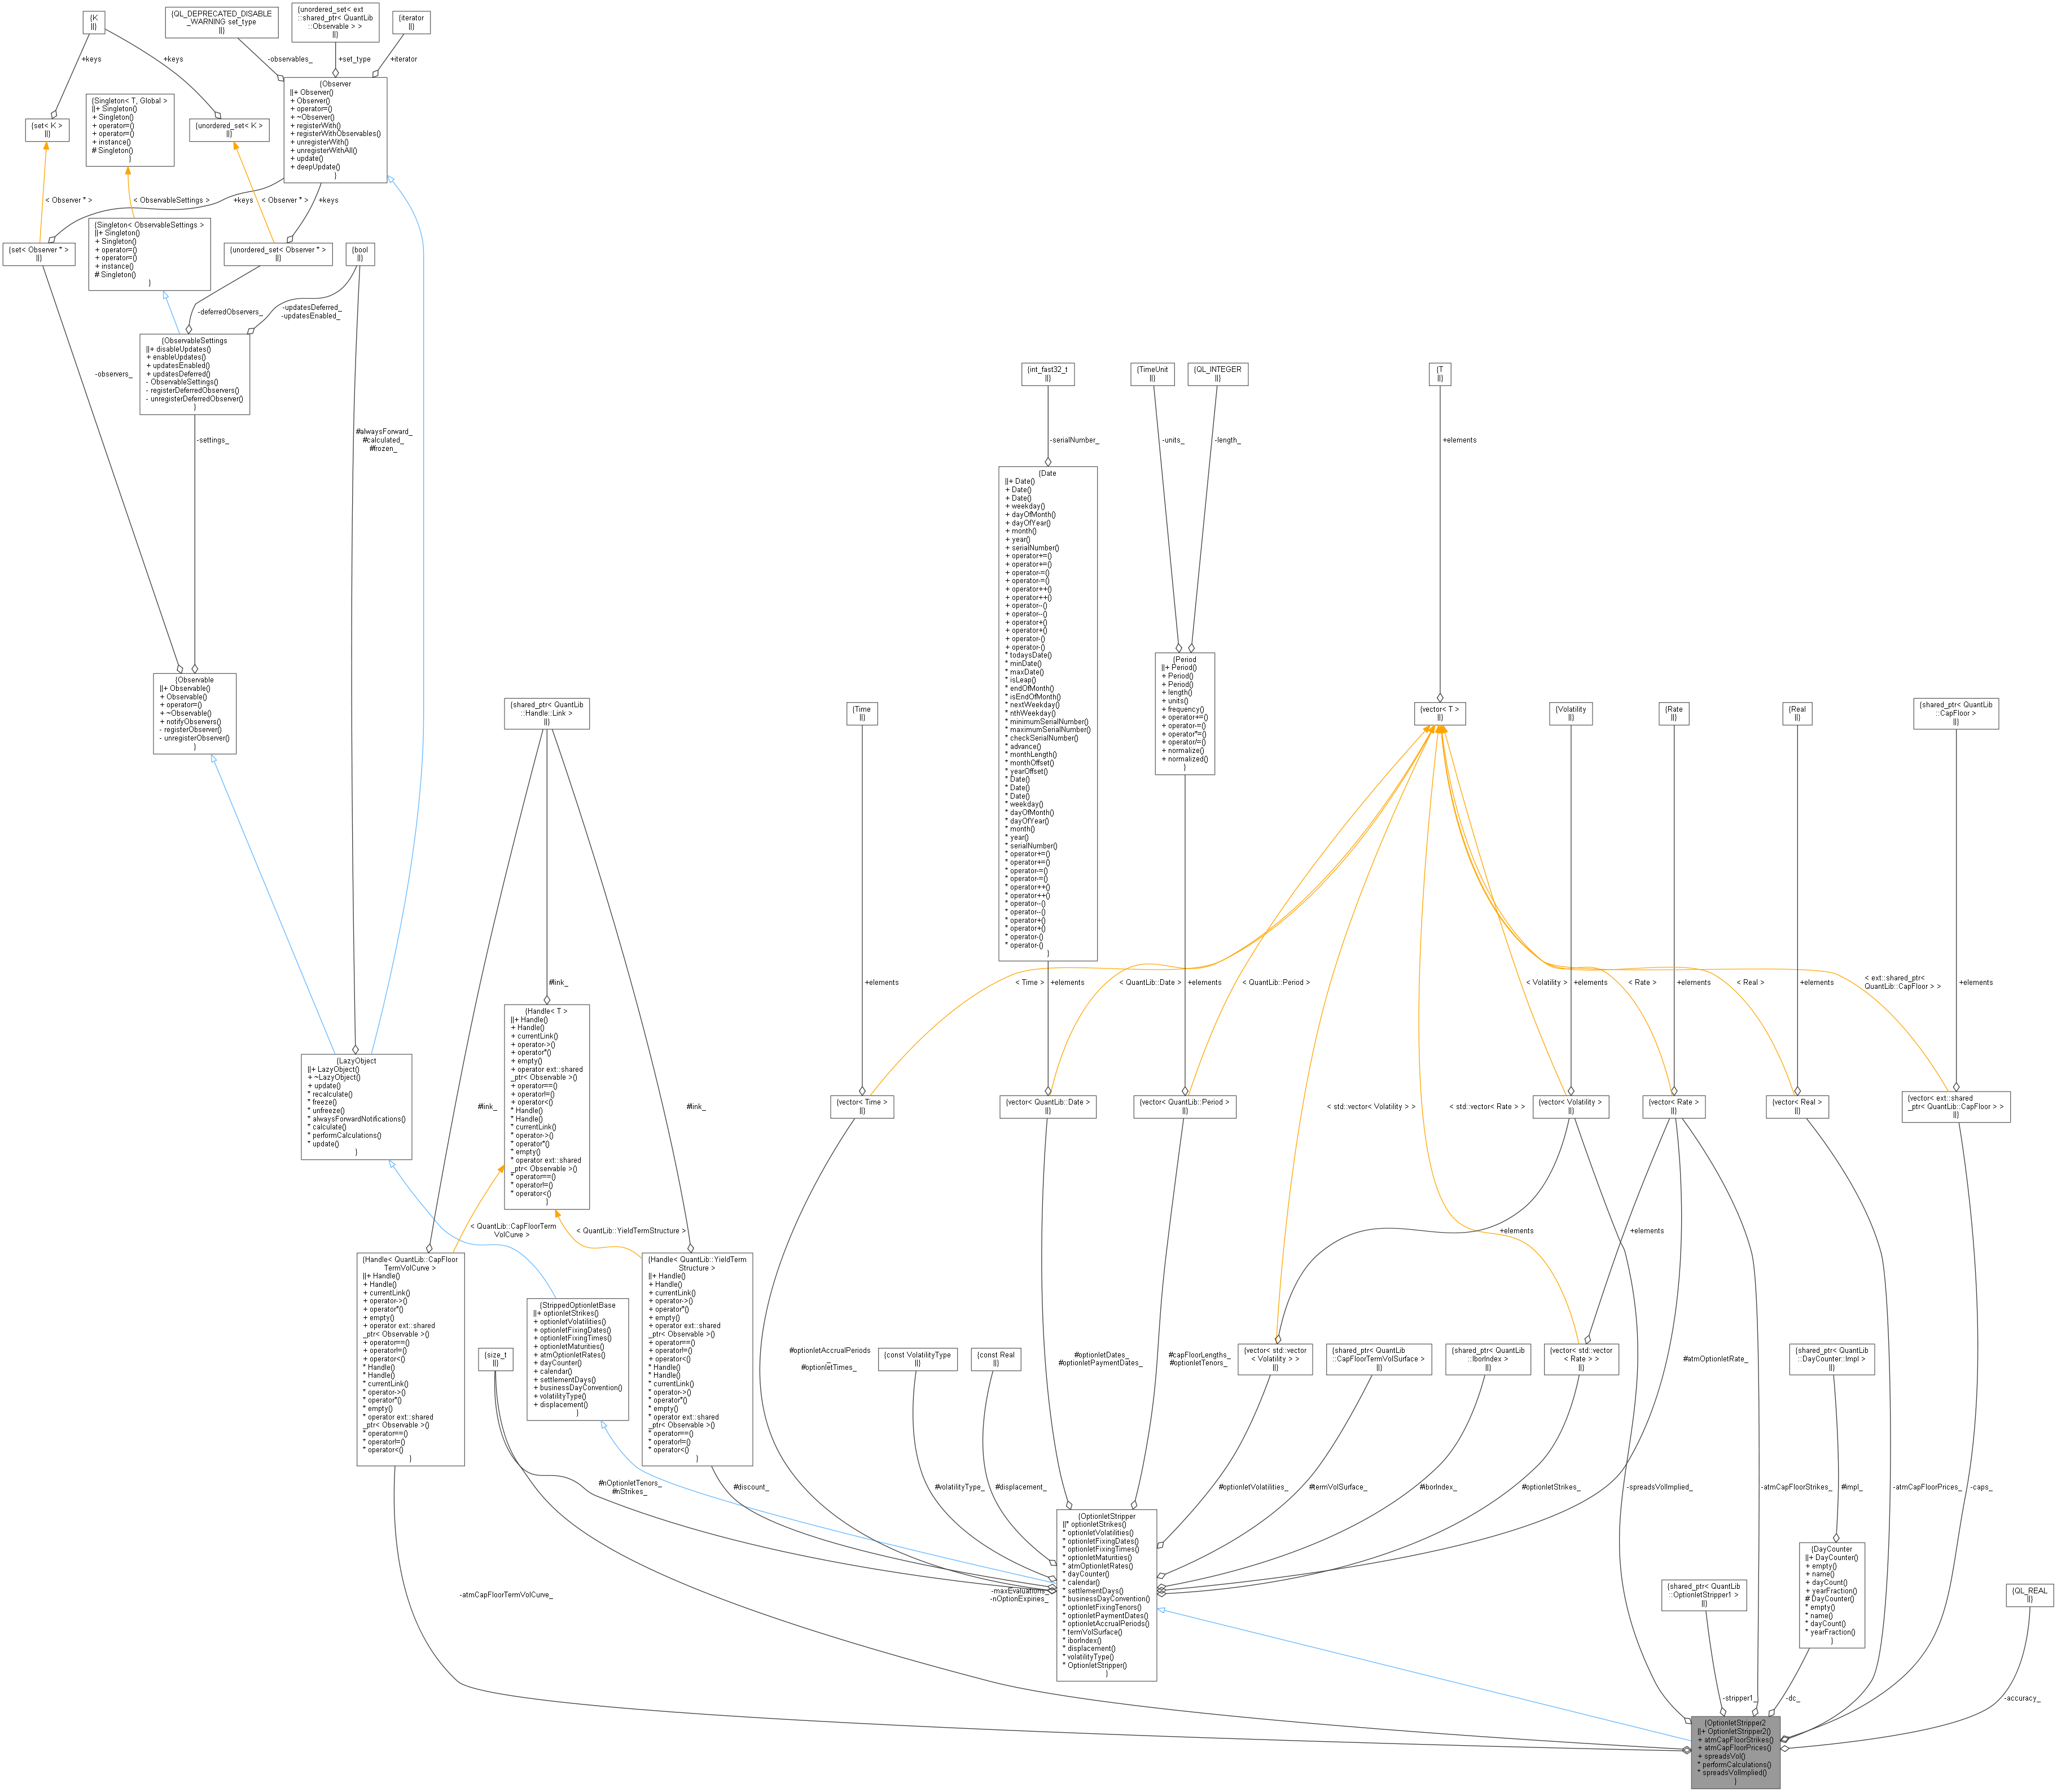 {K
||}
{QL_DEPRECATED_DISABLE
_WARNING set_type
||}
{unordered_set< ext
::shared_ptr< QuantLib
::Observable > >
||}
{iterator
||}
+keys
+keys
-observables_
+set_type
+iterator
{set< K >
||}
{Singleton< T, Global >
||+ Singleton()
+ Singleton()
+ operator=()
+ operator=()
+ instance()
# Singleton()
}
{unordered_set< K >
||}
{Observer
||+ Observer()
+ Observer()
+ operator=()
+ ~Observer()
+ registerWith()
+ registerWithObservables()
+ unregisterWith()
+ unregisterWithAll()
+ update()
+ deepUpdate()
}
< Observer * >
< ObservableSettings >
+keys
< Observer * >
+keys
{set< Observer * >
||}
{Singleton< ObservableSettings >
||+ Singleton()
+ Singleton()
+ operator=()
+ operator=()
+ instance()
# Singleton()
}
{unordered_set< Observer * >
||}
{bool
||}
-deferredObservers_
-updatesDeferred_
-updatesEnabled_
{ObservableSettings
||+ disableUpdates()
+ enableUpdates()
+ updatesEnabled()
+ updatesDeferred()
- ObservableSettings()
- registerDeferredObservers()
- unregisterDeferredObserver()
}
-observers_
-settings_
#alwaysForward_
#calculated_
#frozen_
{Observable
||+ Observable()
+ Observable()
+ operator=()
+ ~Observable()
+ notifyObservers()
- registerObserver()
- unregisterObserver()
}
{int_fast32_t
||}
-serialNumber_
{TimeUnit
||}
{QL_INTEGER
||}
-units_
-length_
{T
||}
+elements
{Date
||+ Date()
+ Date()
+ Date()
+ weekday()
+ dayOfMonth()
+ dayOfYear()
+ month()
+ year()
+ serialNumber()
+ operator+=()
+ operator+=()
+ operator-=()
+ operator-=()
+ operator++()
+ operator++()
+ operator--()
+ operator--()
+ operator+()
+ operator+()
+ operator-()
+ operator-()
* todaysDate()
* minDate()
* maxDate()
* isLeap()
* endOfMonth()
* isEndOfMonth()
* nextWeekday()
* nthWeekday()
* minimumSerialNumber()
* maximumSerialNumber()
* checkSerialNumber()
* advance()
* monthLength()
* monthOffset()
* yearOffset()
* Date()
* Date()
* Date()
* weekday()
* dayOfMonth()
* dayOfYear()
* month()
* year()
* serialNumber()
* operator+=()
* operator+=()
* operator-=()
* operator-=()
* operator++()
* operator++()
* operator--()
* operator--()
* operator+()
* operator+()
* operator-()
* operator-()
}
{Period
||+ Period()
+ Period()
+ Period()
+ length()
+ units()
+ frequency()
+ operator+=()
+ operator-=()
+ operator*=()
+ operator/=()
+ normalize()
+ normalized()
}
{shared_ptr< QuantLib
::Handle::Link >
||}
{Time
||}
{vector< T >
||}
{Volatility
||}
{Rate
||}
{Real
||}
{shared_ptr< QuantLib
::CapFloor >
||}
#link_
+elements
< Time >
+elements
< QuantLib::Date >
+elements
< QuantLib::Period >
< Volatility >
+elements
< Rate >
+elements
< Real >
+elements
< ext::shared_ptr<
QuantLib::CapFloor > >
+elements
{LazyObject
||+ LazyObject()
+ ~LazyObject()
+ update()
* recalculate()
* freeze()
* unfreeze()
* alwaysForwardNotifications()
* calculate()
* performCalculations()
* update()
}
{Handle< T >
||+ Handle()
+ Handle()
+ currentLink()
+ operator->()
+ operator*()
+ empty()
+ operator ext::shared
_ptr< Observable >()
+ operator==()
+ operator!=()
+ operator<()
* Handle()
* Handle()
* currentLink()
* operator->()
* operator*()
* empty()
* operator ext::shared
_ptr< Observable >()
* operator==()
* operator!=()
* operator<()
}
#link_
#link_
{vector< Time >
||}
{vector< QuantLib::Date >
||}
{vector< QuantLib::Period >
||}
< std::vector< Volatility > >
< std::vector< Rate > >
{vector< Volatility >
||}
{vector< Rate >
||}
{vector< Real >
||}
{vector< ext::shared
_ptr< QuantLib::CapFloor > >
||}
< QuantLib::CapFloorTerm
VolCurve >
< QuantLib::YieldTermStructure >
+elements
+elements
{Handle< QuantLib::CapFloor
TermVolCurve >
||+ Handle()
+ Handle()
+ currentLink()
+ operator->()
+ operator*()
+ empty()
+ operator ext::shared
_ptr< Observable >()
+ operator==()
+ operator!=()
+ operator<()
* Handle()
* Handle()
* currentLink()
* operator->()
* operator*()
* empty()
* operator ext::shared
_ptr< Observable >()
* operator==()
* operator!=()
* operator<()
}
{size_t
||}
{StrippedOptionletBase
||+ optionletStrikes()
+ optionletVolatilities()
+ optionletFixingDates()
+ optionletFixingTimes()
+ optionletMaturities()
+ atmOptionletRates()
+ dayCounter()
+ calendar()
+ settlementDays()
+ businessDayConvention()
+ volatilityType()
+ displacement()
}
{Handle< QuantLib::YieldTerm
Structure >
||+ Handle()
+ Handle()
+ currentLink()
+ operator->()
+ operator*()
+ empty()
+ operator ext::shared
_ptr< Observable >()
+ operator==()
+ operator!=()
+ operator<()
* Handle()
* Handle()
* currentLink()
* operator->()
* operator*()
* empty()
* operator ext::shared
_ptr< Observable >()
* operator==()
* operator!=()
* operator<()
}
#optionletAccrualPeriods
_
#optionletTimes_
{const VolatilityType
||}
{const Real
||}
#optionletDates_
#optionletPaymentDates_
#capFloorLengths_
#optionletTenors_
{vector< std::vector
< Volatility > >
||}
{shared_ptr< QuantLib
::CapFloorTermVolSurface >
||}
{shared_ptr< QuantLib
::IborIndex >
||}
{vector< std::vector
< Rate > >
||}
#atmOptionletRate_
{shared_ptr< QuantLib
::DayCounter::Impl >
||}
#nOptionletTenors_
#nStrikes_
#discount_
#volatilityType_
#displacement_
#optionletVolatilities_
#termVolSurface_
#iborIndex_
#optionletStrikes_
-spreadsVolImplied_
-atmCapFloorStrikes_
#impl_
-atmCapFloorPrices_
-caps_
-atmCapFloorTermVolCurve_
-maxEvaluations_
-nOptionExpiries_
{OptionletStripper
||* optionletStrikes()
* optionletVolatilities()
* optionletFixingDates()
* optionletFixingTimes()
* optionletMaturities()
* atmOptionletRates()
* dayCounter()
* calendar()
* settlementDays()
* businessDayConvention()
* optionletFixingTenors()
* optionletPaymentDates()
* optionletAccrualPeriods()
* termVolSurface()
* iborIndex()
* displacement()
* volatilityType()
* OptionletStripper()
}
{shared_ptr< QuantLib
::OptionletStripper1 >
||}
{DayCounter
||+ DayCounter()
+ empty()
+ name()
+ dayCount()
+ yearFraction()
# DayCounter()
* empty()
* name()
* dayCount()
* yearFraction()
}
{QL_REAL
||}
-stripper1_
-dc_
-accuracy_
{OptionletStripper2
||+ OptionletStripper2()
+ atmCapFloorStrikes()
+ atmCapFloorPrices()
+ spreadsVol()
* performCalculations()
* spreadsVolImplied()
}